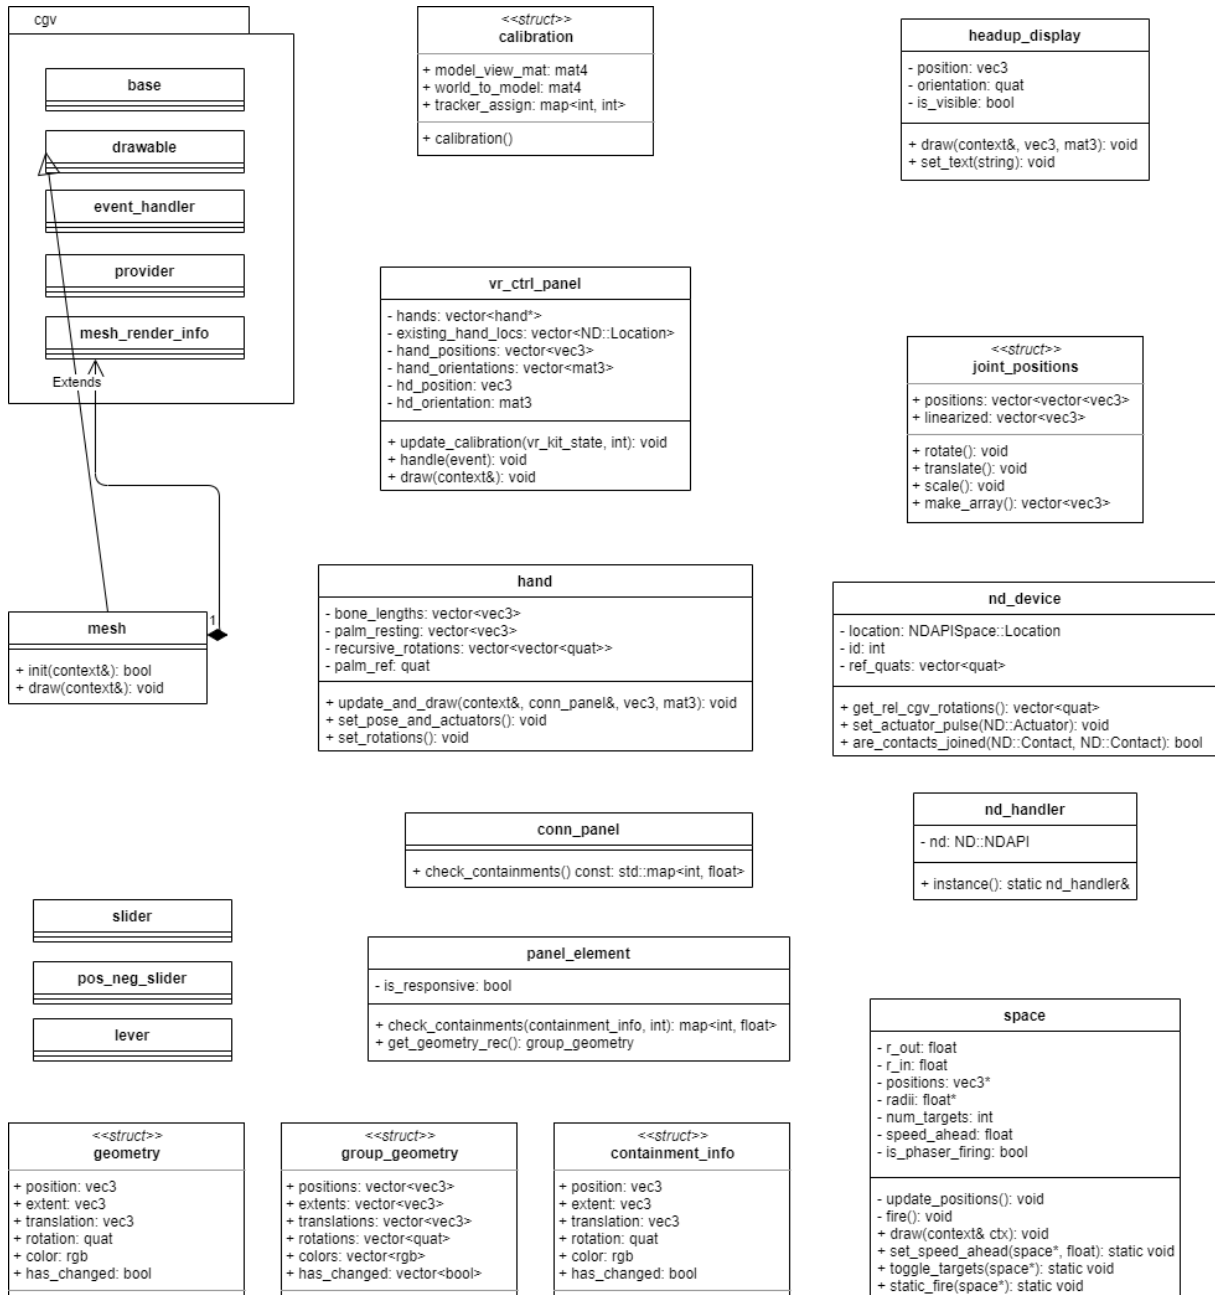 cgv
base
drawable
event_handler
provider
mesh_render_info
Extends
1
mesh
+ init(context&): bool
+ draw(context&): void
<<struct>>
calibration
+ model_view_mat: mat4
+ world_to_model: mat4
+ tracker_assign: map<int, int>
+ calibration()
headup_display
- position: vec3
- orientation: quat
- is_visible: bool
+ draw(context&, vec3, mat3): void
+ set_text(string): void
vr_ctrl_panel
- hands: vector<hand*>
- existing_hand_locs: vector<ND::Location>
- hand_positions: vector<vec3>
- hand_orientations: vector<mat3>
- hd_position: vec3
- hd_orientation: mat3
+ update_calibration(vr_kit_state, int): void
+ handle(event): void
+ draw(context&): void
<<struct>>
joint_positions
+ positions: vector<vector<vec3>
+ linearized: vector<vec3>
+ rotate(): void
+ translate(): void
+ scale(): void
+ make_array(): vector<vec3>
hand
- bone_lengths: vector<vec3>
- palm_resting: vector<vec3>
- recursive_rotations: vector<vector<quat>>
- palm_ref: quat
+ update_and_draw(context&, conn_panel&, vec3, mat3): void
+ set_pose_and_actuators(): void
+ set_rotations(): void
nd_device
- location: NDAPISpace::Location
- id: int
- ref_quats: vector<quat>
+ get_rel_cgv_rotations(): vector<quat>
+ set_actuator_pulse(ND::Actuator): void
+ are_contacts_joined(ND::Contact, ND::Contact): bool
conn_panel
+ check_containments() const: std::map<int, float>
nd_handler
- nd: ND::NDAPI
+ instance(): static nd_handler&
slider
pos_neg_slider
lever
panel_element
- is_responsive: bool
+ check_containments(containment_info, int): map<int, float>
+ get_geometry_rec(): group_geometry
space
- r_out: float
- r_in: float
- positions: vec3*
- radii: float*
- num_targets: int
- speed_ahead: float
- is_phaser_firing: bool
- update_positions(): void
- fire(): void
+ draw(context& ctx): void
+ set_speed_ahead(space*, float): static void
+ toggle_targets(space*): static void
+ static_fire(space*): static void
<<struct>>
geometry
+ position: vec3
+ extent: vec3
+ translation: vec3
+ rotation: quat
+ color: rgb
+ has_changed: bool
<<struct>>
group_geometry
+ positions: vector<vec3>
+ extents: vector<vec3>
+ translations: vector<vec3>
+ rotations: vector<quat>
+ colors: vector<rgb>
+ has_changed: vector<bool>
<<struct>>
containment_info
+ position: vec3
+ extent: vec3
+ translation: vec3
+ rotation: quat
+ color: rgb
+ has_changed: bool